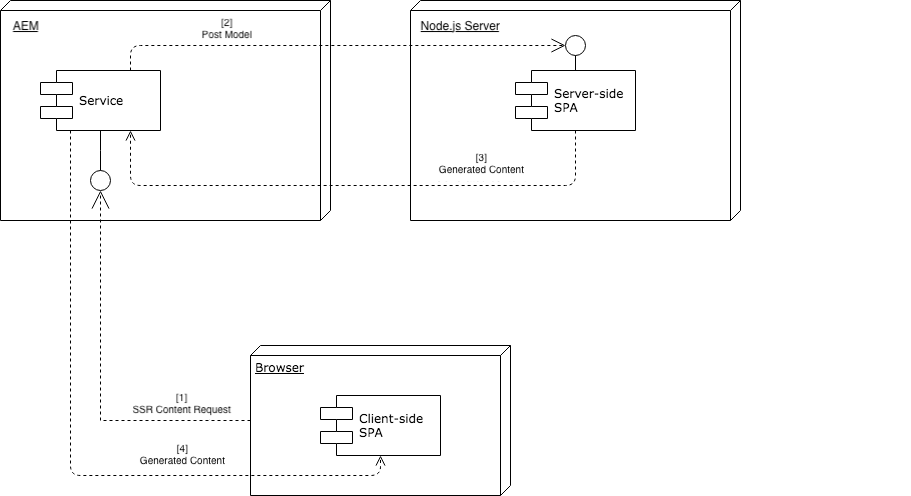 AEM
[2]
Post Model
Node.js Server
Service
Server-side
SPA
[3]
Generated Content
Browser
[1]
SSR Content Request
Client-side
SPA
[4]
Generated Content